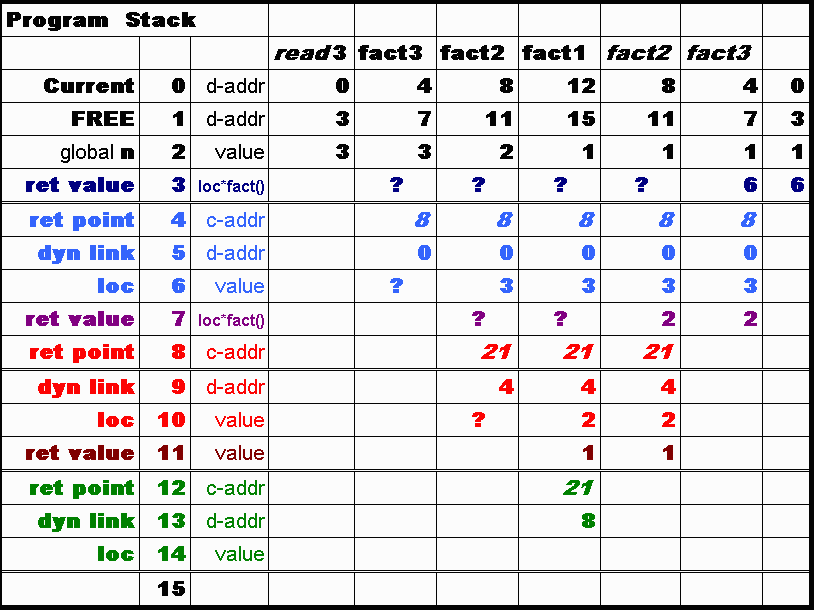 Program Stack
read 3 fact3 fact2 fact1 fact2 fact3
Current 0 d-addr 0 4 8 12 8 4 0
FREE 1 d-addr 3 7 11 15 11 7 3
global n 2 value 3 3 2 1 1 1 1
ret value 3 loc*fact() ? ? ? ? 6 6
ret point 4 c-addr 8 8 8 8 8
dyn link 5 d-addr 0 0 0 0 0
loc 6 value ? 3 3 3 3
ret value 7 loc*fact() ? ? 2 2
ret point 8 c-addr 21 21 21
dyn link 9 d-addr 4 4 4
loc 10 value ? 2 2
ret value 11 value 1 1
ret point 12 c-addr 21
dyn link 13 d-addr 8
loc 14 value
15